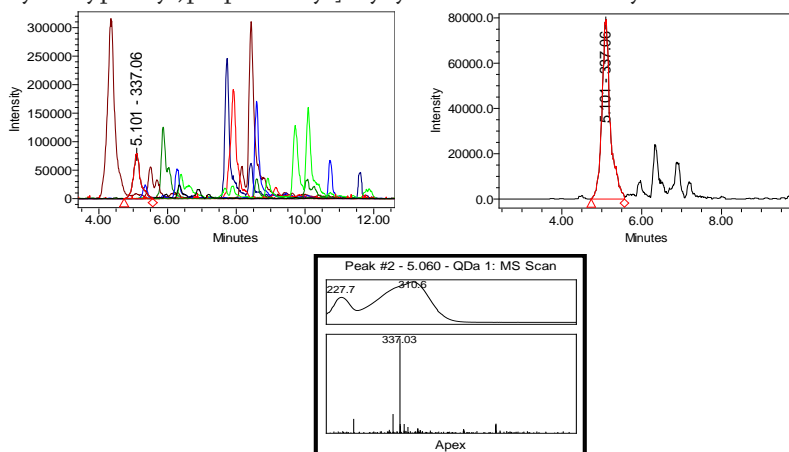 300000
250000
200000
150000
100000
50000
0
Intensity
5.101 - 337.06
4.00 6.00 8.00 10.00 12.00
Minutes
80000.0
60000.0
40000.0
20000.0
0.0
Intensity
5.101 - 337.06
4.00 6.00 8.00
Minutes
Peak #2 - 5.060 - QDa 1: MS Scan
227.7 310.6
337.03
Apex